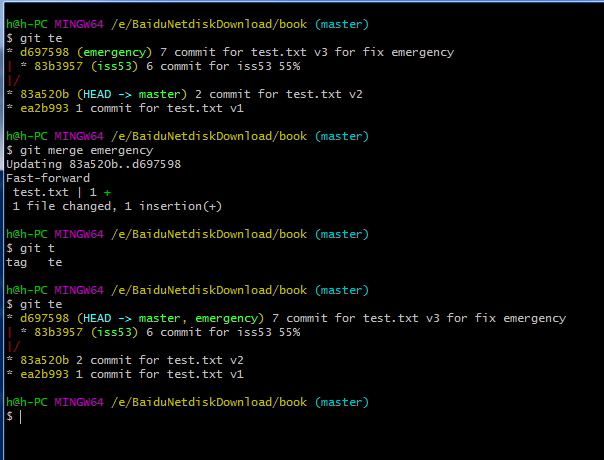 h@h-PC MINGW64 /e/BaiduNetdiskDownload/book (master)
$ git te
* d697598 (emergency) 7 commit for test.txt v3 for fix emergency
| * 83b3957 (iss53) 6 commit for iss53 55%
|/
* 83a520b (HEAD -> master) 2 commit for test.txt v2
* ea2b993 1 commit for test.txt v1
h@h-PC MINGW64 /e/BaiduNetdiskDownload/book (master)
$ git merge emergency
Updating 83a520b..d697598
Fast-forward
 test.txt | 1 +
 1 file changed, 1 insertion(+)
h@h-PC MINGW64 /e/BaiduNetdiskDownload/book (master)
$ git t
tag   te
h@h-PC MINGW64 /e/BaiduNetdiskDownload/book (master)
$ git te
* d697598 (HEAD -> master, emergency) 7 commit for test.txt v3 for fix emergency
| * 83b3957 (iss53) 6 commit for iss53 55%
|/
* 83a520b 2 commit for test.txt v2
* ea2b993 1 commit for test.txt v1
h@h-PC MINGW64 /e/BaiduNetdiskDownload/book (master)
$